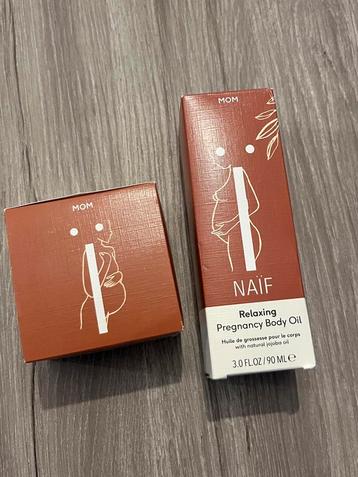 MOM
MOM
NAÏF
Relaxing
Pregnancy Body Oil
Huile de grossesse pour le corps
with natural jojoba oil
3.0 FL.OZ / 90 ML ℮